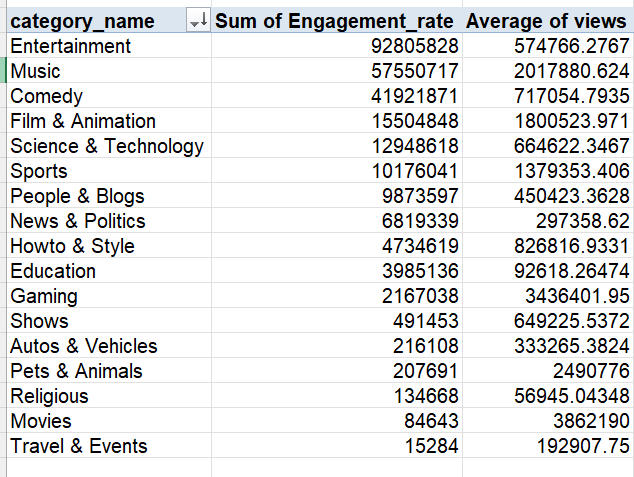 category_name Sum of Engagement_rate Average of views
Entertainment 92805828 574766.2767
Music 57550717 2017880.624
Comedy 41921871 717054.7935
Film & Animation 15504848 1800523.971
Science & Technology 12948618 664622.3467
Sports 10176041 1379353.406
People & Blogs 9873597 450423.3628
News & Politics 6819339 297358.62
Howto & Style 4734619 826816.9331
Education 3985136 92618.26474
Gaming 2167038 3436401.95
Shows 491453 649225.5372
Autos & Vehicles 216108 333265.3824
Pets & Animals 207691 2490776
Religious 134668 56945.04348
Movies 84643 3862190
Travel & Events 15284 192907.75